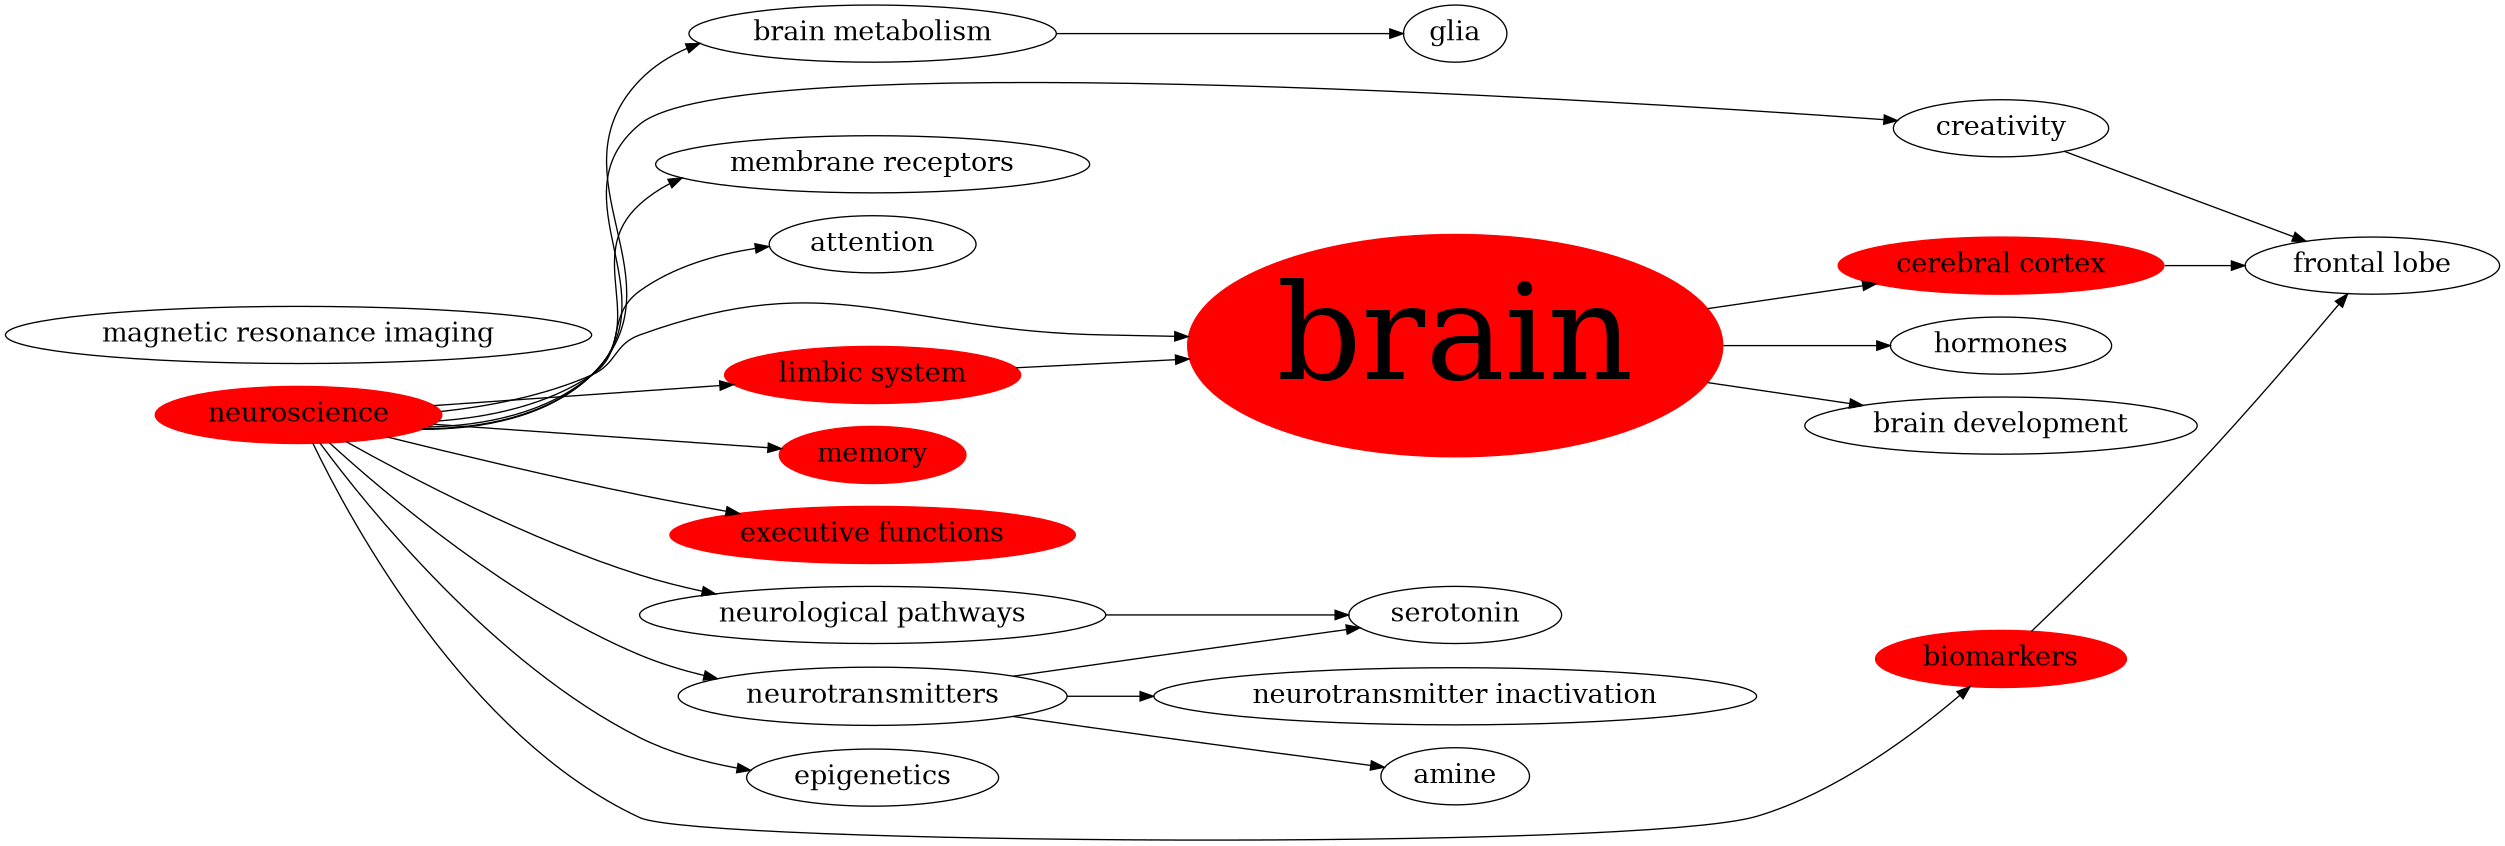 brain metabolism
glia
creativity
membrane receptors
attention
cerebral cortex
frontal lobe
magnetic resonance imaging
brain
hormones
limbic system
neuroscience
brain development
memory
executive functions
neurological pathways
serotonin
biomarkers
neurotransmitters
neurotransmitter inactivation
epigenetics
amine